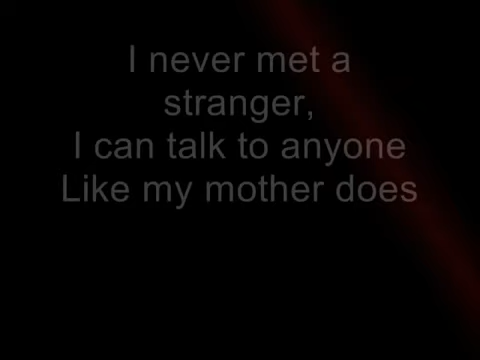 I never met a
stranger,
I can talk to anyone
Like my mother does